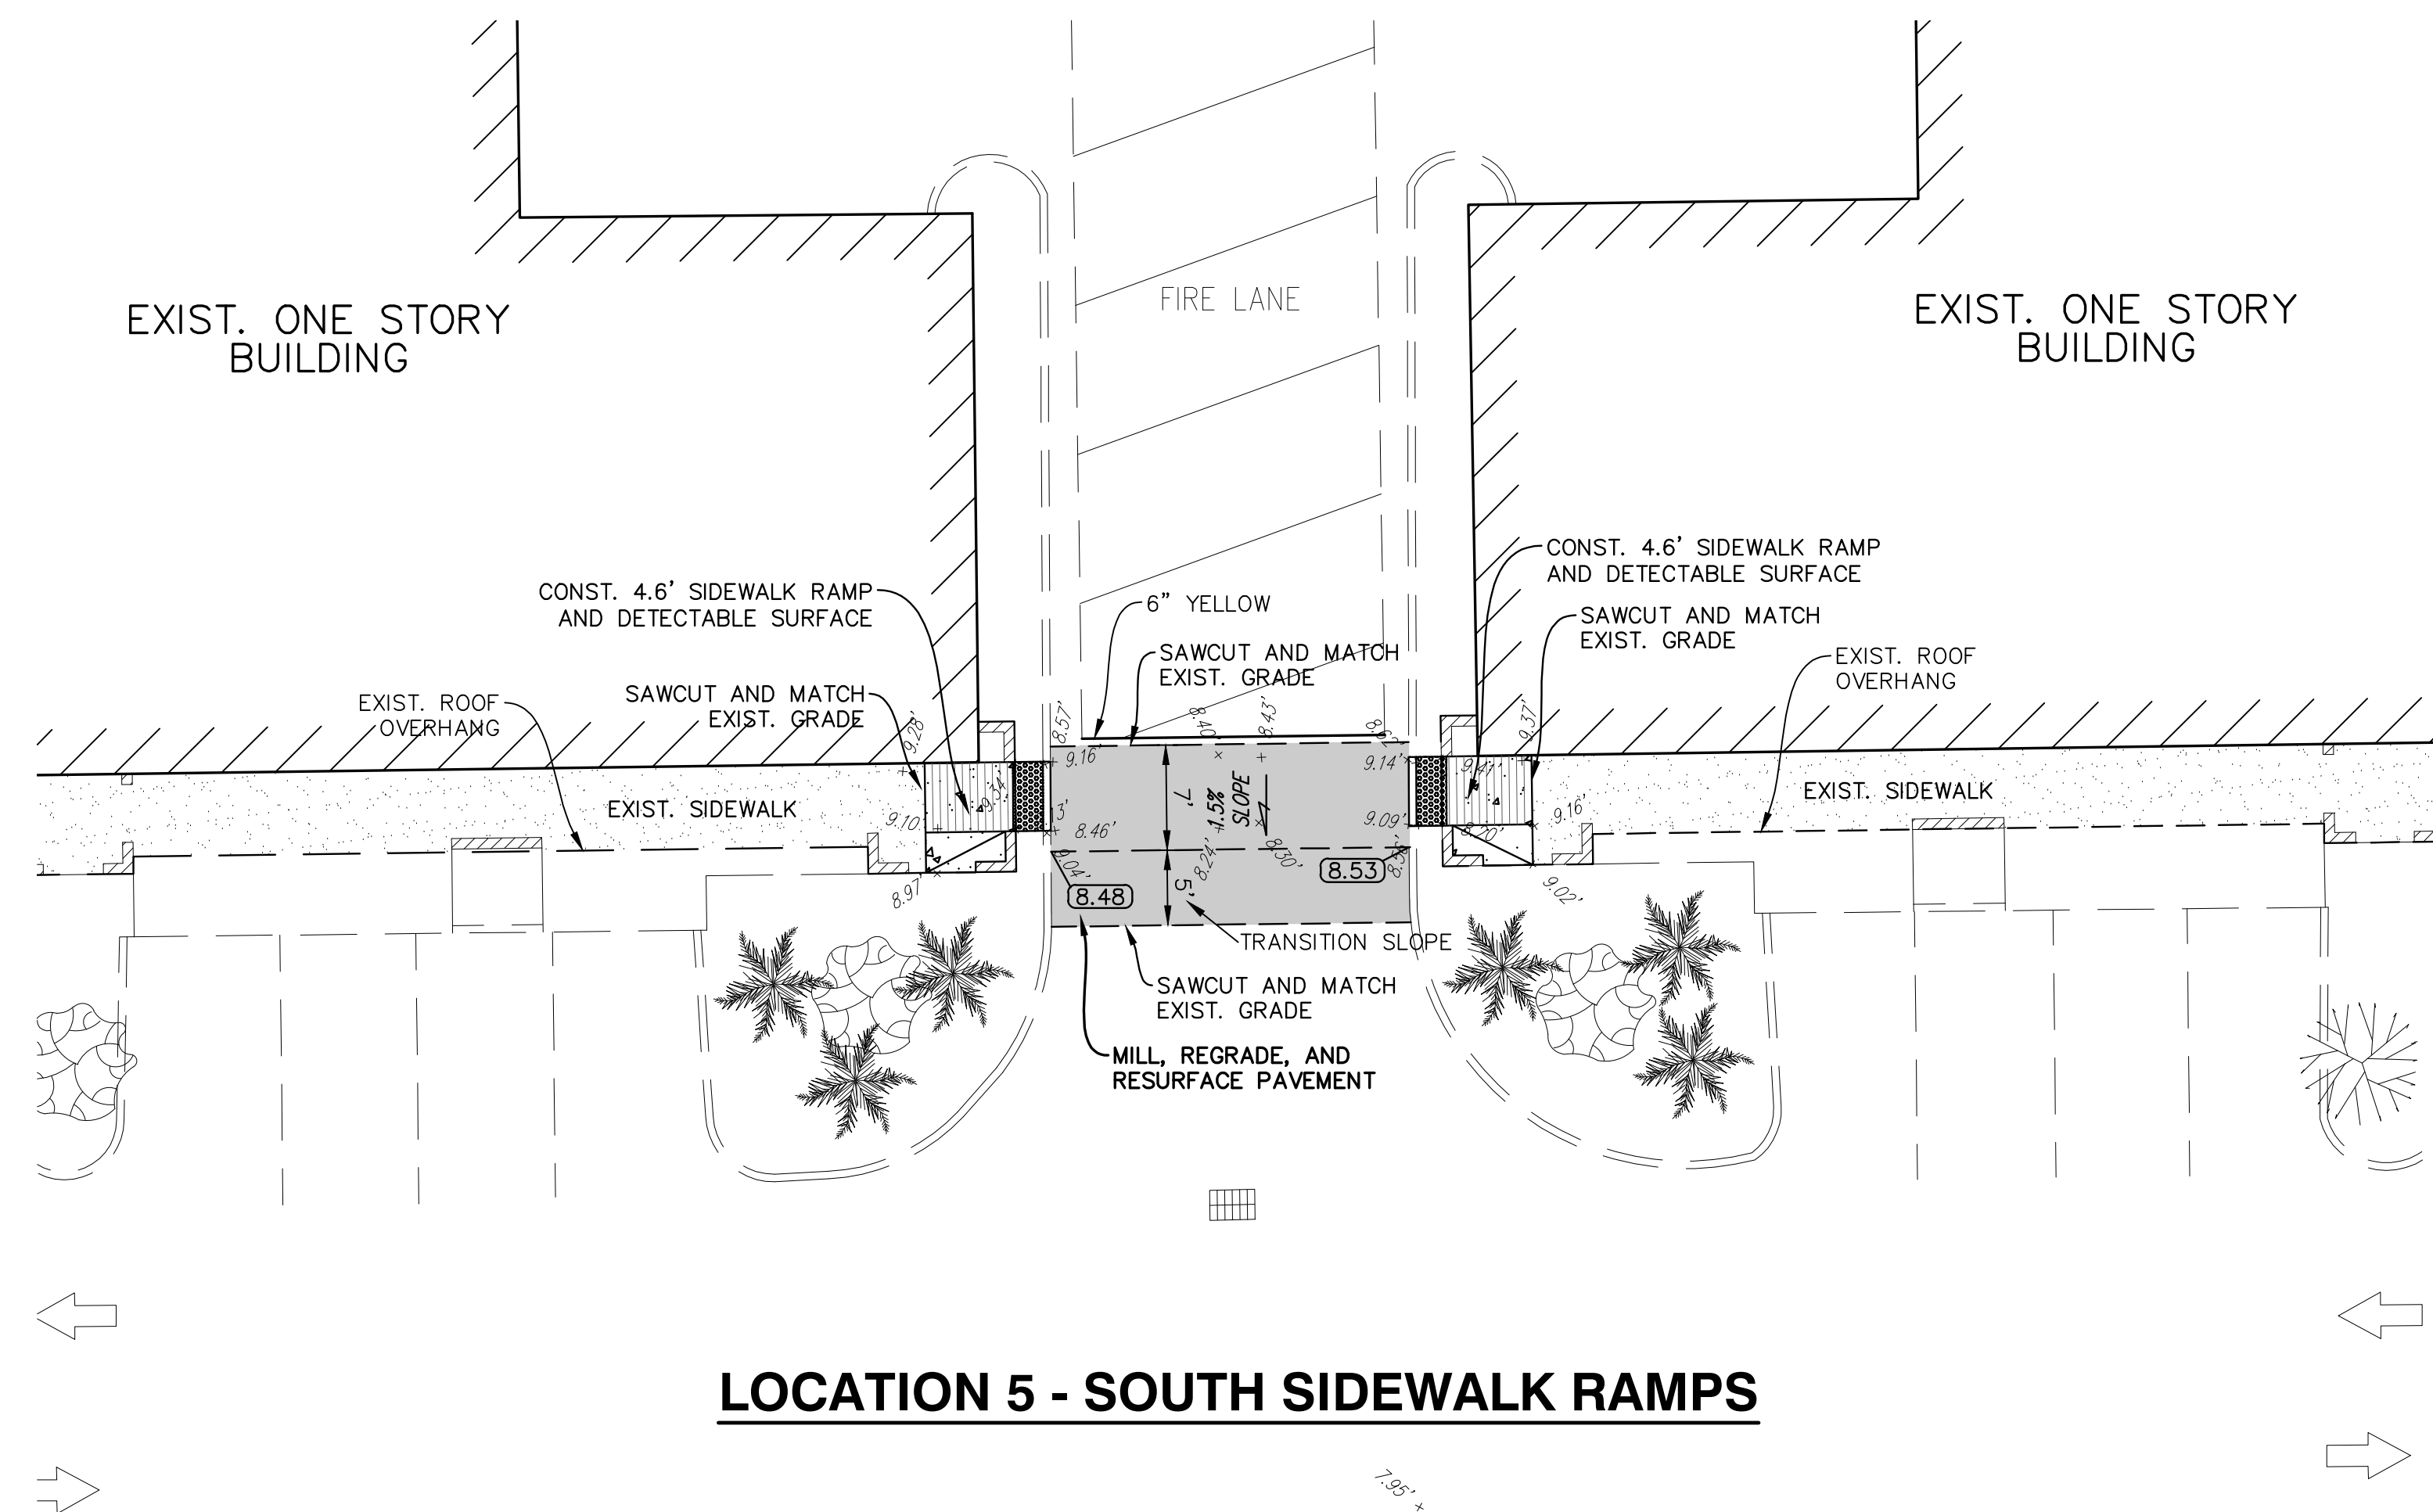 FIRE LANE
EXIST. ONE STORY
BUILDING
EXIST. ONE STORY
BUILDING
CONST. 4.6' SIDEWALK RAMP
AND DETECTABLE SURFACE
CONST. 4.6' SIDEWALK RAMP
AND DETECTABLE SURFACE
6" YELLOW
SAWCUT AND MATCH
EXIST. GRADE
SAWCUT AND MATCH
EXIST. GRADE
EXIST. ROOF
OVERHANG
SAWCUT AND MATCH
EXIST. GRADE
EXIST. ROOF
OVERHANG
9.28'
8.57'
8.40'
8.43'
8.62'
9.37'
9.16'
9.14'
9.34'
9.41'
7'
1.5%
SLOPE
EXIST. SIDEWALK
EXIST. SIDEWALK
9.10'
13'
8.46'
9.09'
9.16'
9.04'
8.24'
8.30'
8.53
8.97'
8.48
5'
9.02'
TRANSITION SLOPE
SAWCUT AND MATCH
EXIST. GRADE
MILL, REGRADE, AND
RESURFACE PAVEMENT
LOCATION 5 - SOUTH SIDEWALK RAMPS
7.95'